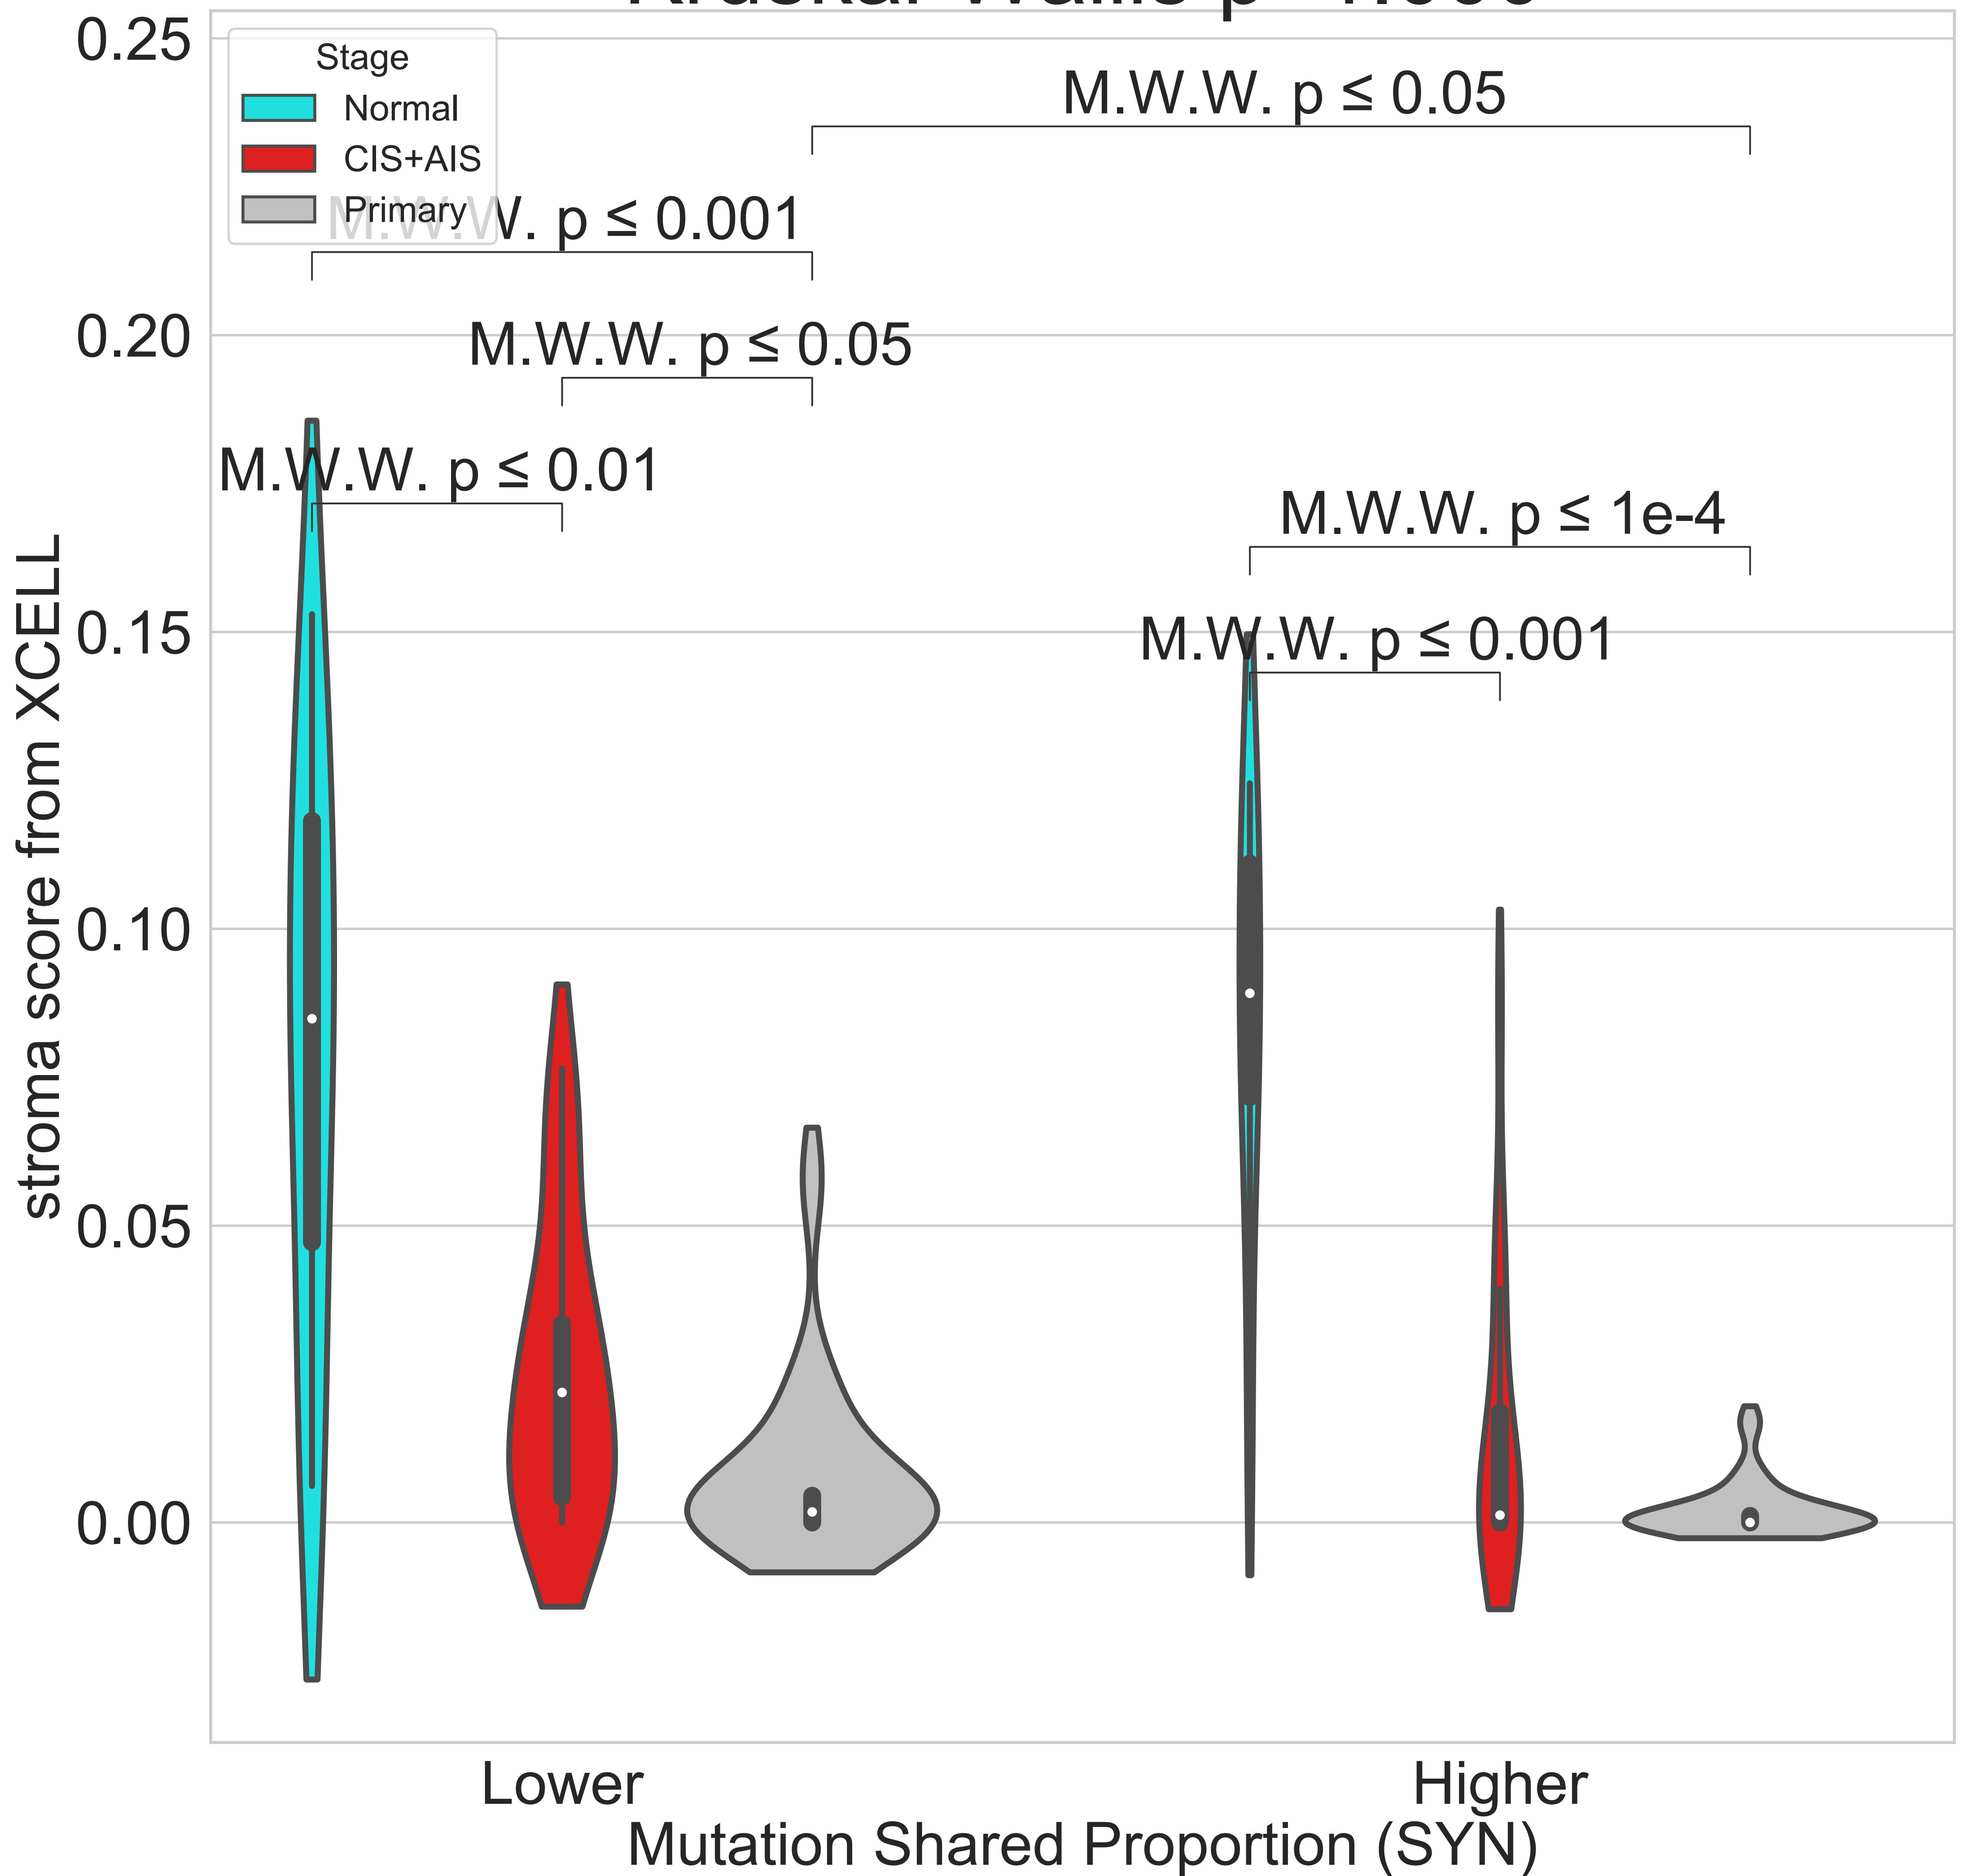 0.25
Stage
Normal
CIS+AIS
Primary
M.W.W. p ≤ 0.05
M.W.W. p ≤ 0.001
0.20
M.W.W. p ≤ 0.05
M.W.W. p ≤ 0.01
M.W.W. p ≤ 1e-4
0.15
M.W.W. p ≤ 0.001
stroma score from XCELL
0.10
0.05
0.00
Lower
Higher
Mutation Shared Proportion (SYN)